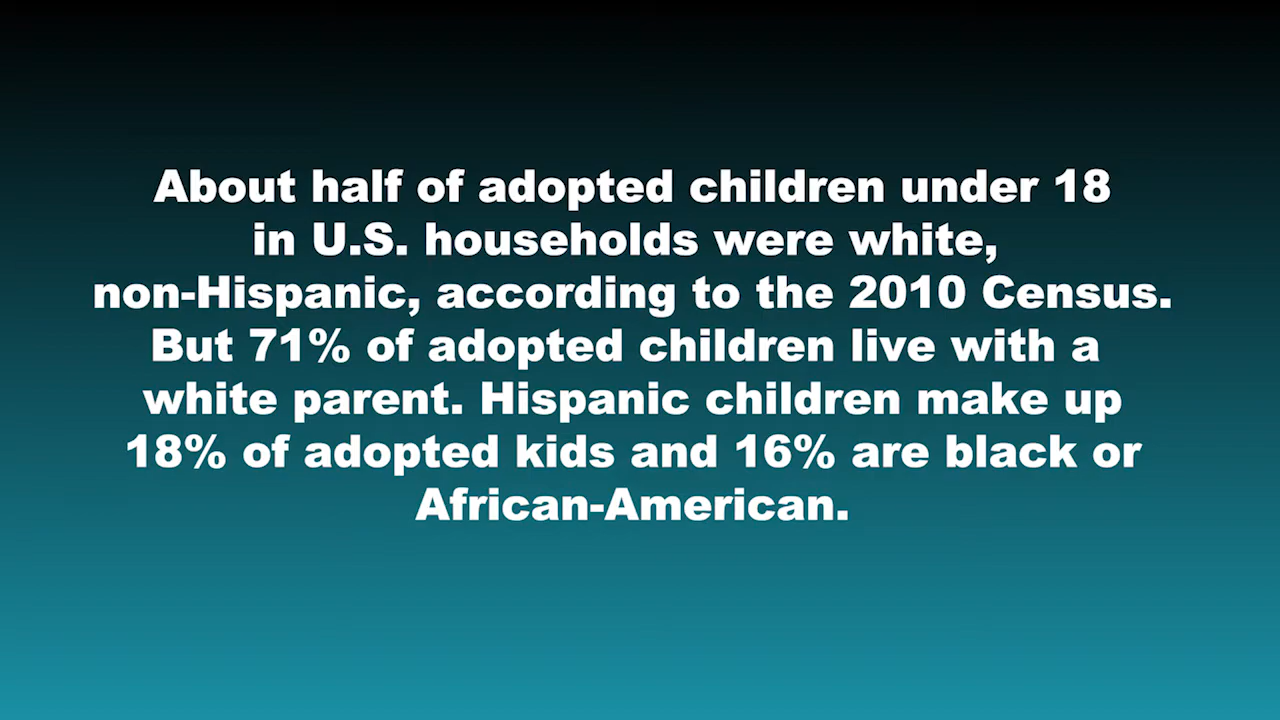 About half of adopted children under 18
in U.S. households were white,
non-Hispanic, according to the 2010 Census.
But 71% of adopted children live with a
white parent. Hispanic children make up
18% of adopted kids and 16% are black or
African-American.